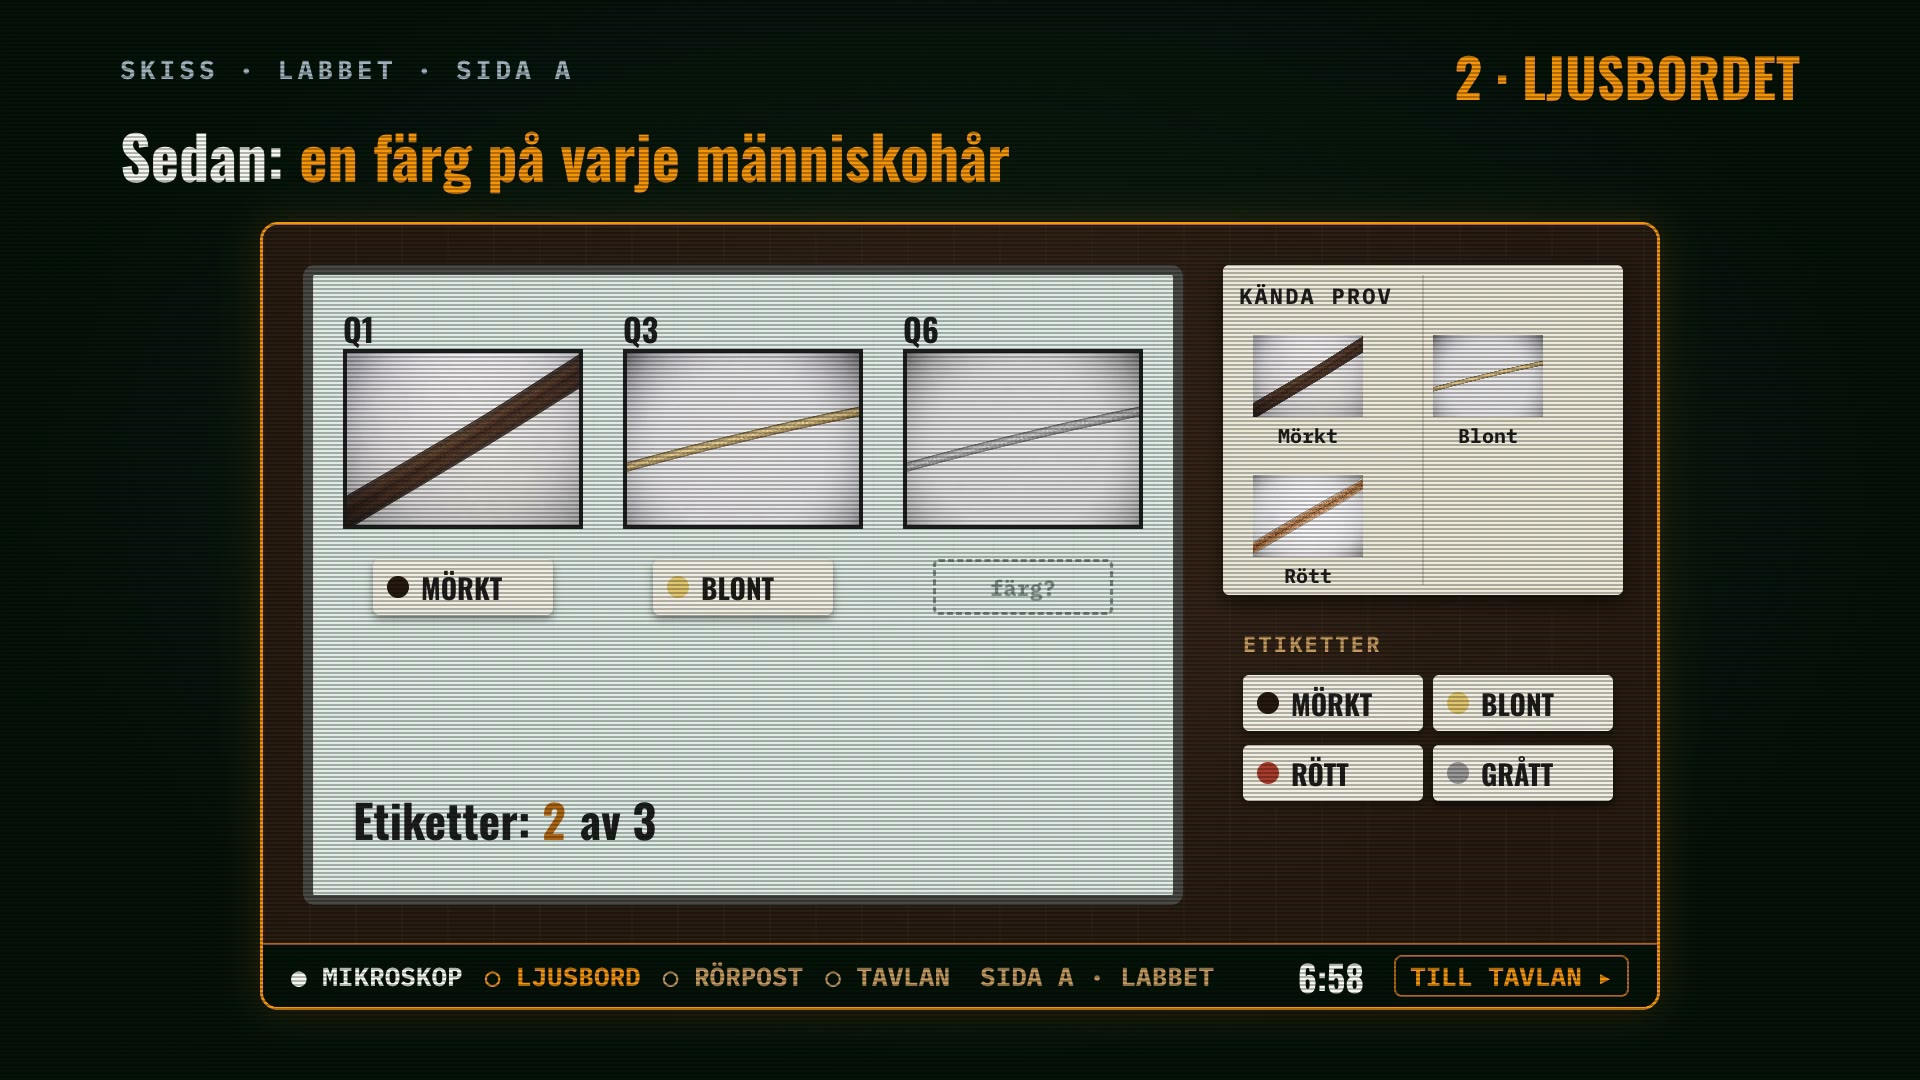 SKISS · LABBET · SIDA A
2 · LJUSBORDET
Sedan: en färg på varje människohår
Q1
Q3
Q6
MÖRKT
BLONT
färg?
Etiketter: 2 av 3
KÄNDA PROV
Mörkt
Blont
Rött
ETIKETTER
MÖRKT
BLONT
RÖTT
GRÅTT
MIKROSKOP
LJUSBORD
RÖRPOST
TAVLAN
SIDA A · LABBET
6:58
TILL TAVLAN ▸